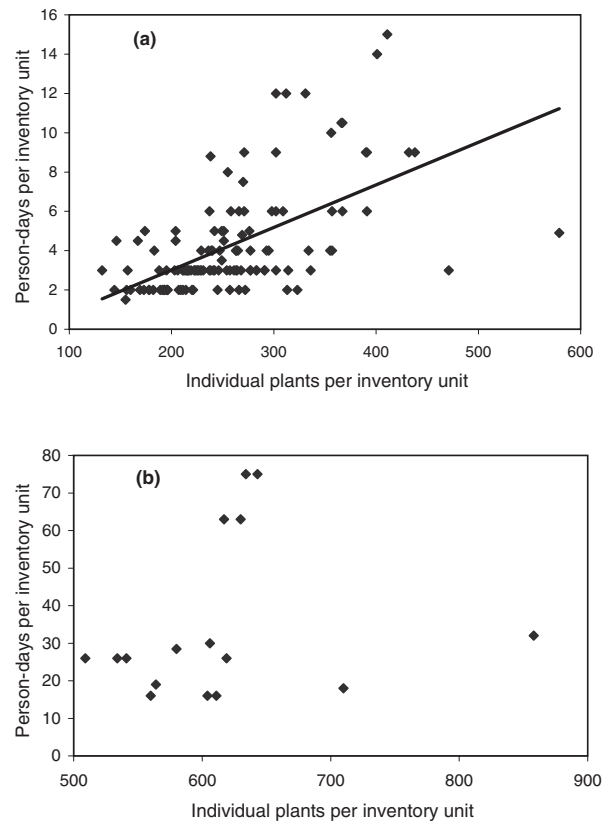 (a)
Person-days per inventory unit
16
14
12
10
8
6
4
2
0
100 200 300 400 500 600
Individual plants per inventory unit
(b)
Person-days per inventory unit
80
70
60
50
40
30
20
10
0
500 600 700 800 900
Individual plants per inventory unit